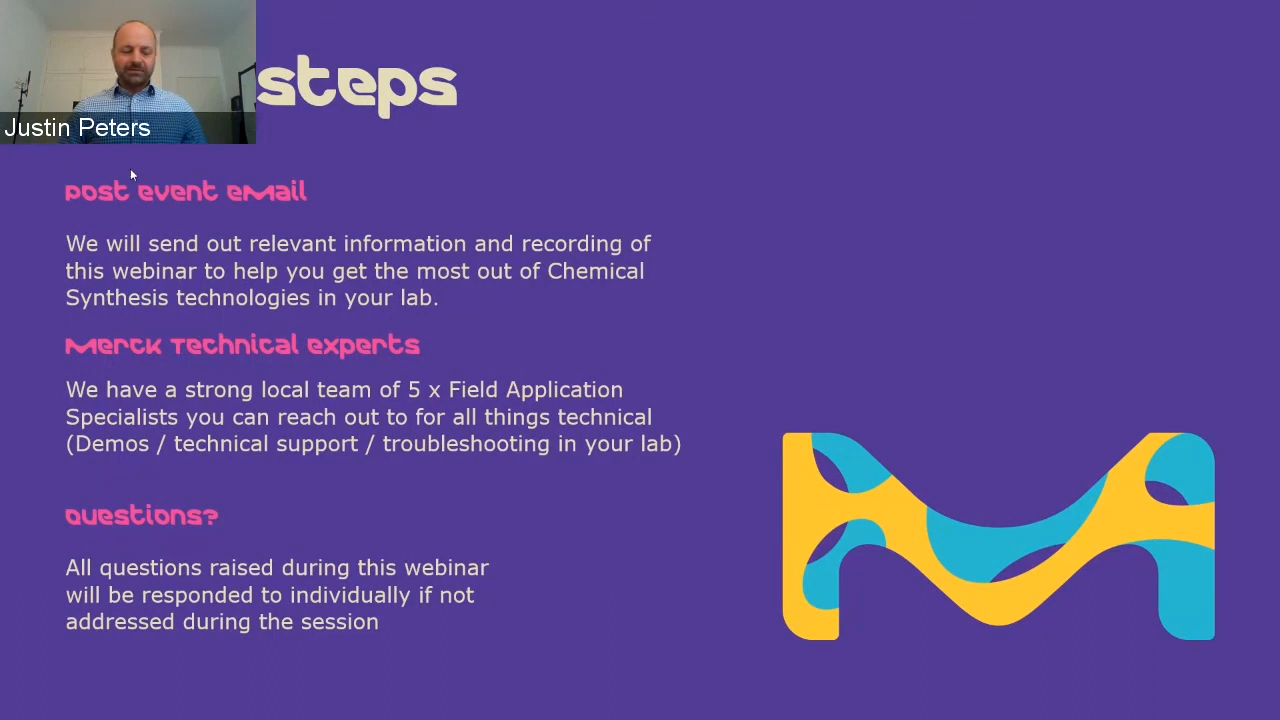 steps
Justin Peters
Post event email
We will send out relevant information and recording of
this webinar to help you get the most out of Chemical
Synthesis technologies in your lab.
Merck Technical Experts
We have a strong local team of 5 x Field Application
Specialists you can reach out to for all things technical
(Demos / technical support / troubleshooting in your lab)
Questions?
All questions raised during this webinar
will be responded to individually if not
addressed during the session